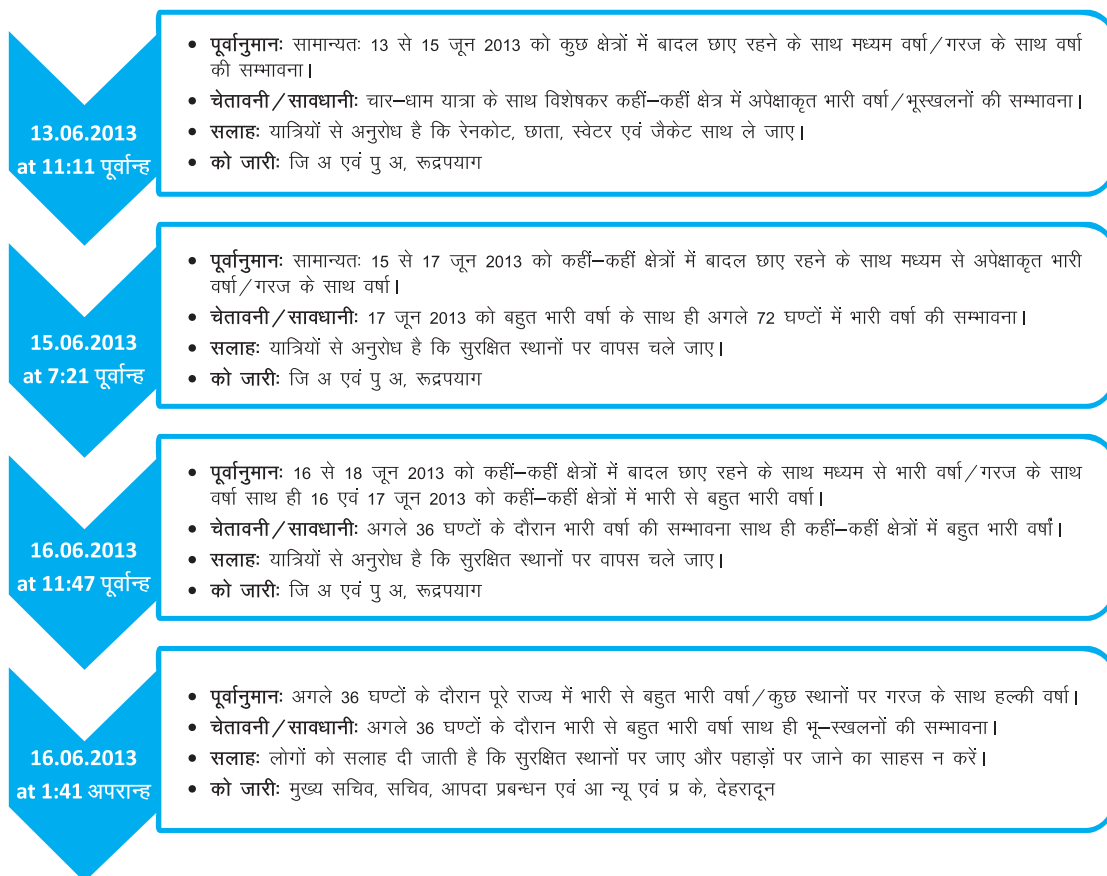 13.06.2013
at 11:11 पूर्वान्ह
• पूर्वानुमानः सामान्यतः 13 से 15 जून 2013 को कुछ क्षेत्रों में बादल छाए रहने के साथ मध्यम वर्षा/गरज के साथ वर्षा
की सम्भावना।
• चेतावनी/सावधानीः चार–धाम यात्रा के साथ विशेषकर कहीं–कहीं क्षेत्र में अपेक्षाकृत भारी वर्षा/भूस्खलनों की सम्भावना।
• सलाहः यात्रियों से अनुरोध है कि रेनकोट, छाता, स्वेटर एवं जैकेट साथ ले जाए।
• को जारीः जि अ एवं पु अ, रूद्रपयाग
15.06.2013
at 7:21 पूर्वान्ह
• पूर्वानुमानः सामान्यतः 15 से 17 जून 2013 को कहीं–कहीं क्षेत्रों में बादल छाए रहने के साथ मध्यम से अपेक्षाकृत भारी
वर्षा/गरज के साथ वर्षा।
• चेतावनी/सावधानीः 17 जून 2013 को बहुत भारी वर्षा के साथ ही अगले 72 घण्टों में भारी वर्षा की सम्भावना।
• सलाहः यात्रियों से अनुरोध है कि सुरक्षित स्थानों पर वापस चले जाए।
• को जारीः जि अ एवं पु अ, रूद्रपयाग
16.06.2013
at 11:47 पूर्वान्ह
• पूर्वानुमानः 16 से 18 जून 2013 को कहीं–कहीं क्षेत्रों में बादल छाए रहने के साथ मध्यम से भारी वर्षा/गरज के साथ
वर्षा साथ ही 16 एवं 17 जून 2013 को कहीं–कहीं क्षेत्रों में भारी से बहुत भारी वर्षा।
• चेतावनी/सावधानीः अगले 36 घण्टों के दौरान भारी वर्षा की सम्भावना साथ ही कहीं–कहीं क्षेत्रों में बहुत भारी वर्षां।
• सलाहः यात्रियों से अनुरोध है कि सुरक्षित स्थानों पर वापस चले जाए।
• को जारीः जि अ एवं पु अ, रूद्रपयाग
16.06.2013
at 1:41 अपरान्ह
• पूर्वानुमानः अगले 36 घण्टों के दौरान पूरे राज्य में भारी से बहुत भारी वर्षा/कुछ स्थानों पर गरज के साथ हल्की वर्षा।
• चेतावनी/सावधानीः अगले 36 घण्टों के दौरान भारी से बहुत भारी वर्षा साथ ही भू–स्खलनों की सम्भावना।
• सलाहः लोगों को सलाह दी जाती है कि सुरक्षित स्थानों पर जाए और पहाड़ों पर जाने का साहस न करें।
• को जारीः मुख्य सचिव, सचिव, आपदा प्रबन्धन एवं आ न्यू एवं प्र के, देहरादून